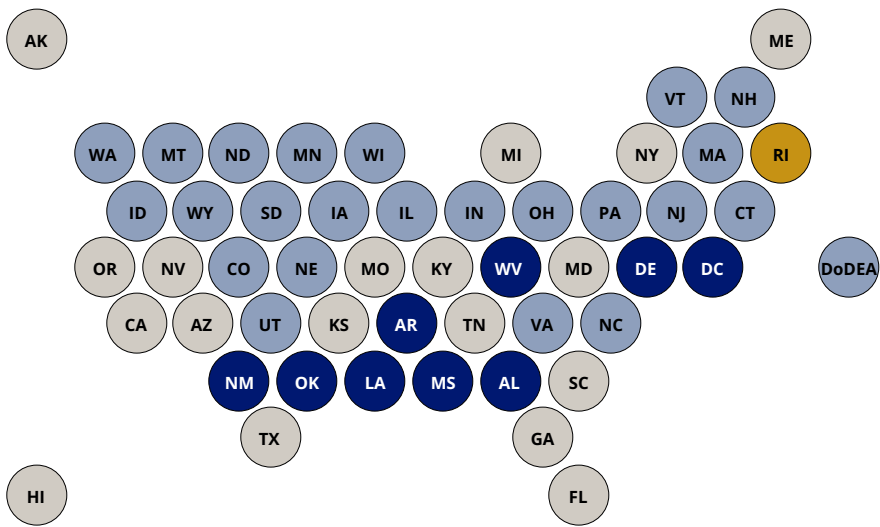 AK ME
VT NH
WA MT ND MN WI MI NY MA RI
ID WY SD IA IL IN OH PA NJ CT
OR NV CO NE MO KY WV MD DE DC DoDEA
CA AZ UT KS AR TN VA NC
NM OK LA MS AL SC
TX GA
HI FL